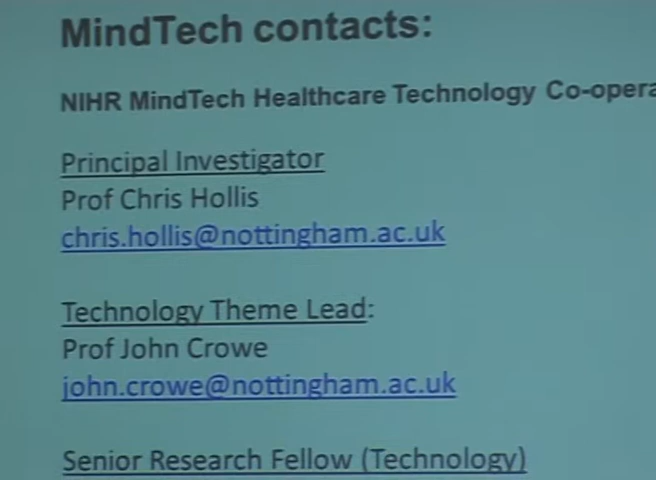 MindTech contacts:
NIHR MindTech Healthcare Technology Co-opera
Principal Investigator
Prof Chris Hollis
chris.hollis@nottingham.ac.uk
Technology Theme Lead:
Prof John Crowe
john.crowe@nottingham.ac.uk
Senior Research Fellow (Technology)